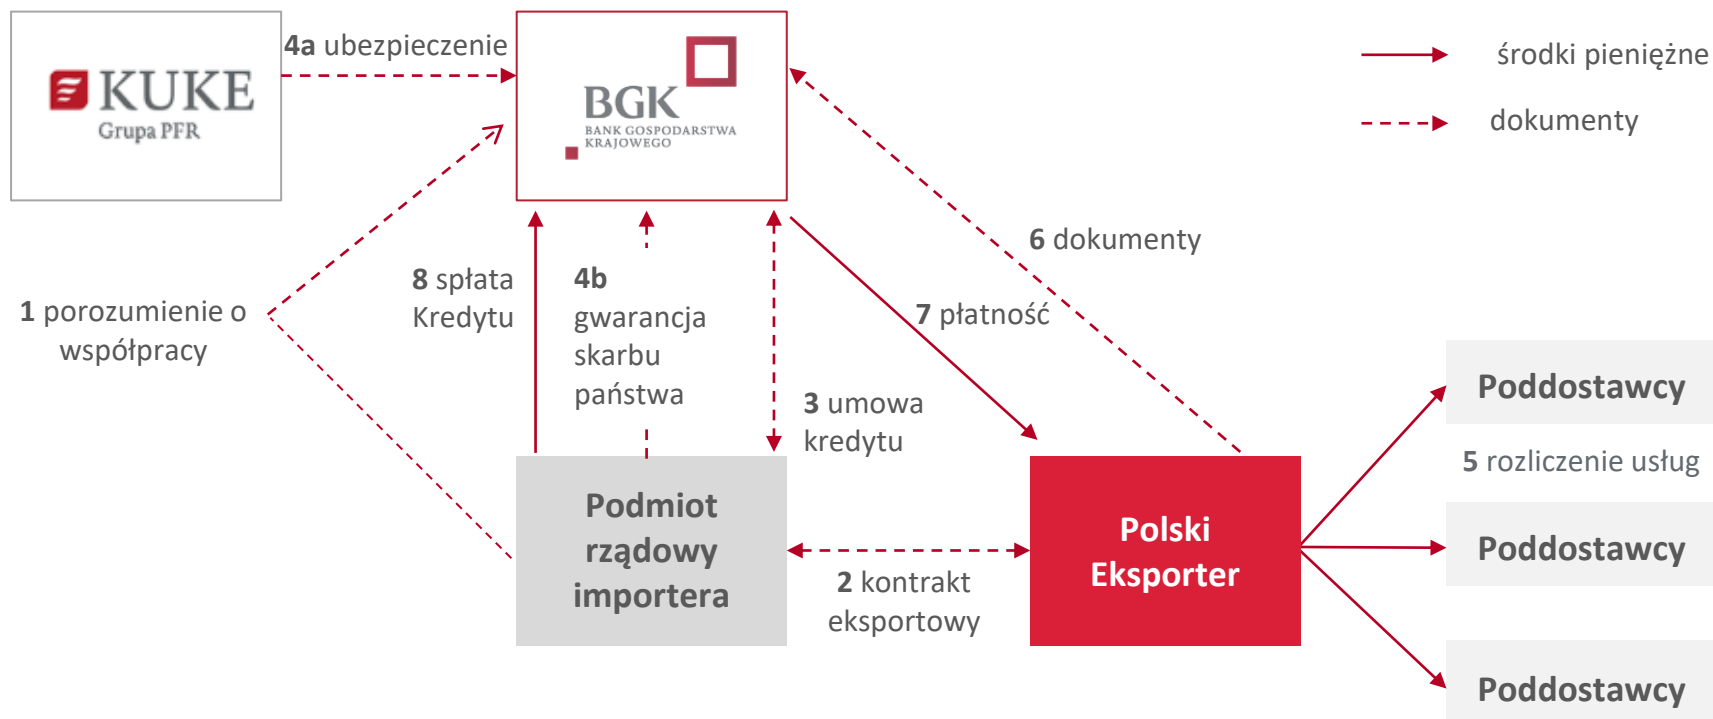 4a ubezpieczenie
KUKE
Grupa PFR
BGK
BANK GOSPODARSTWA
KRAJOWEGO
środki pieniężne
dokumenty
1 porozumienie o
współpracy
8 spłata
Kredytu
4b
gwarancja
skarbu
państwa
3 umowa
kredytu
7 płatność
6 dokumenty
Podmiot
rządowy
importera
2 kontrakt
eksportowy
Polski
Eksporter
Poddostawcy
5 rozliczenie usług
Poddostawcy
Poddostawcy